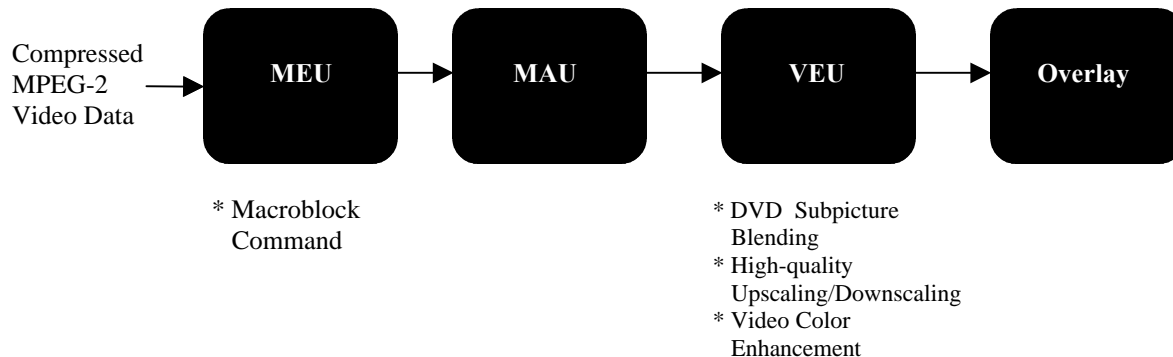 Compressed
MPEG-2
Video Data
MEU
MAU
VEU
Overlay
* Macroblock
Command
* DVD Subpicture
Blending
* High-quality
Upscaling/Downscaling
* Video Color
Enhancement